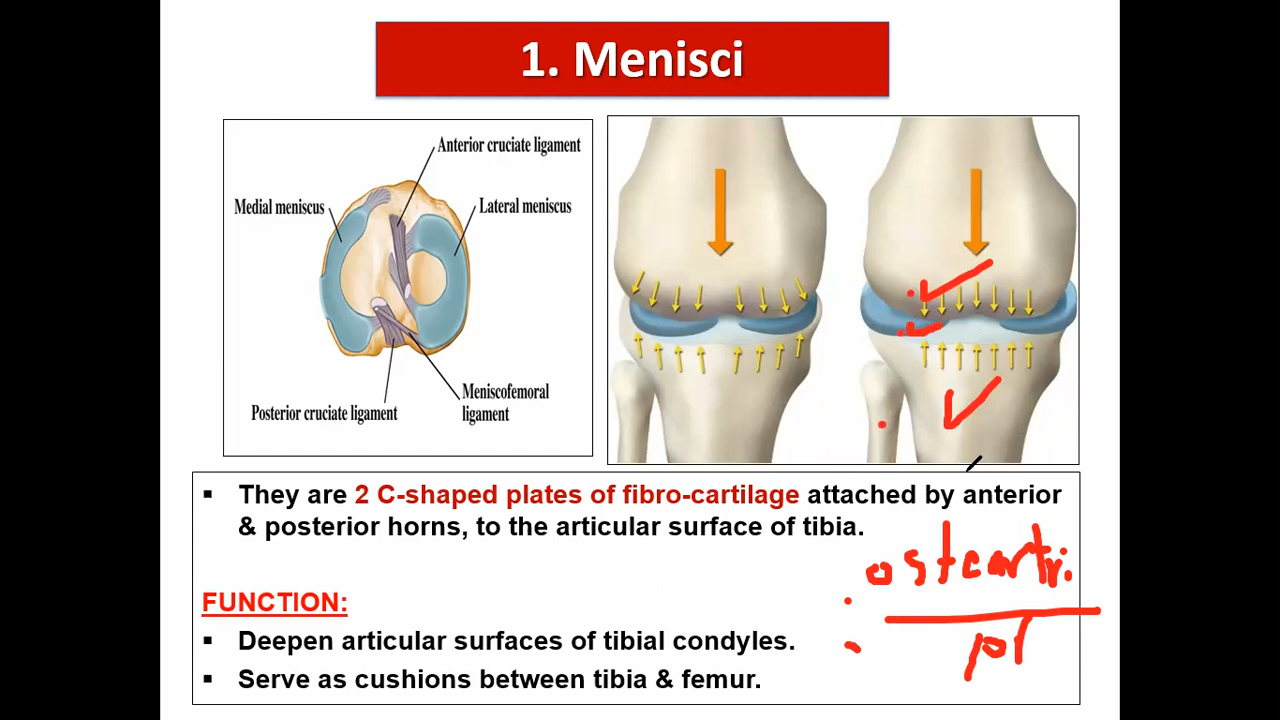 1. Menisci
Anterior cruciate ligament
Medial meniscus
Lateral meniscus
Meniscofemoral
ligament
Posterior cruciate ligament
▪ They are 2 C-shaped plates of fibro-cartilage attached by anterior
& posterior horns, to the articular surface of tibia.
FUNCTION:
▪ Deepen articular surfaces of tibial condyles.
▪ Serve as cushions between tibia & femur.